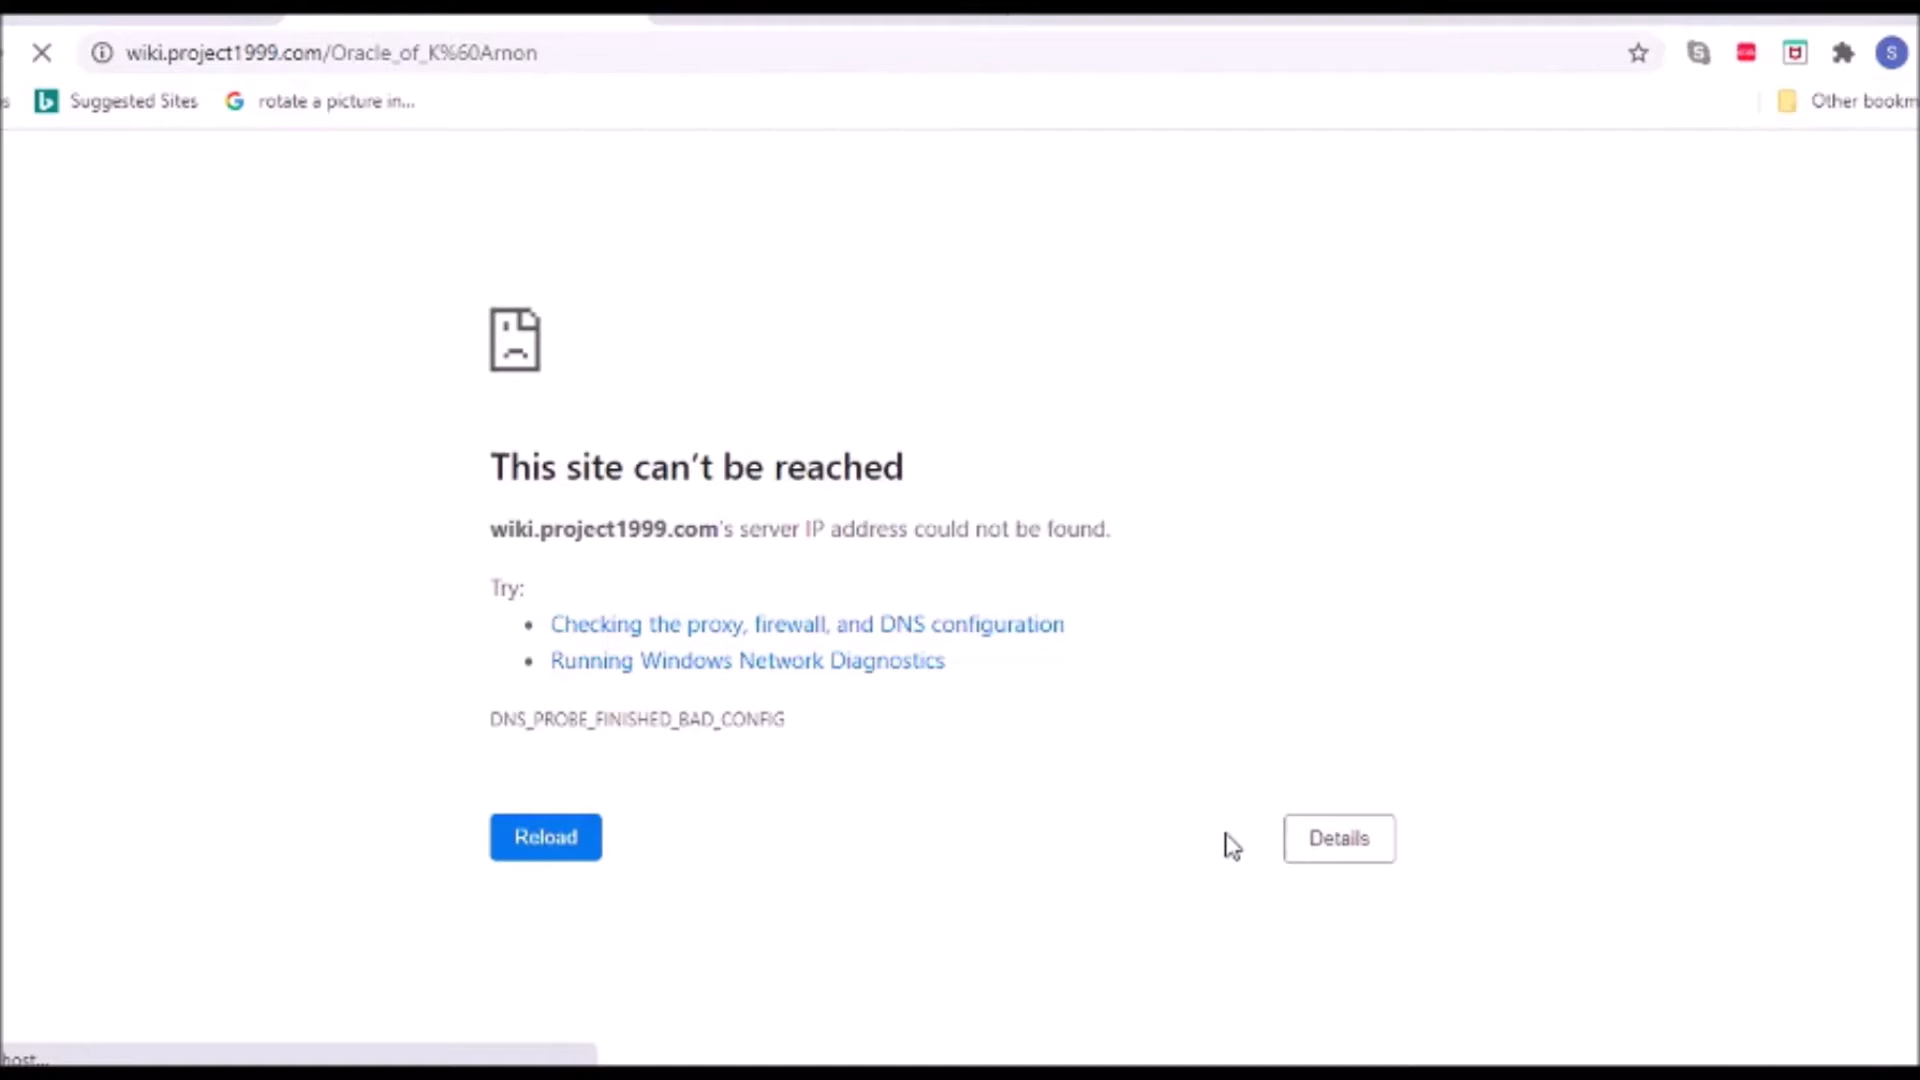 wiki.project1999.com/Oracle_of_K%60Arnon
S
s Suggested Sites rotate a picture in... Other bookm
This site can't be reached
wiki.project1999.com's server IP address could not be found.
Try:
Checking the proxy, firewall, and DNS configuration
Running Windows Network Diagnostics
DNS_PROBE_FINISHED_BAD_CONFIG
Reload Details
host...